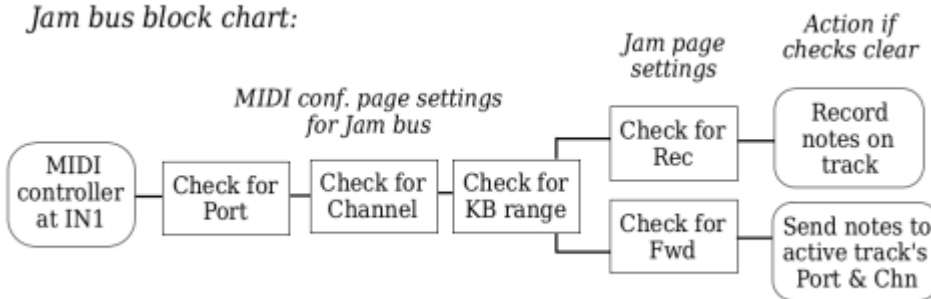 Jam bus block chart:
MIDI conf. page settings
for Jam bus
Jam page
settings
Action if
checks clear
MIDI
controller
at IN1
Check for
Port
Check for
Channel
Check for
KB range
Check for
Rec
Record
notes on
track
Check for
Fwd
Send notes to
active track's
Port & Chn